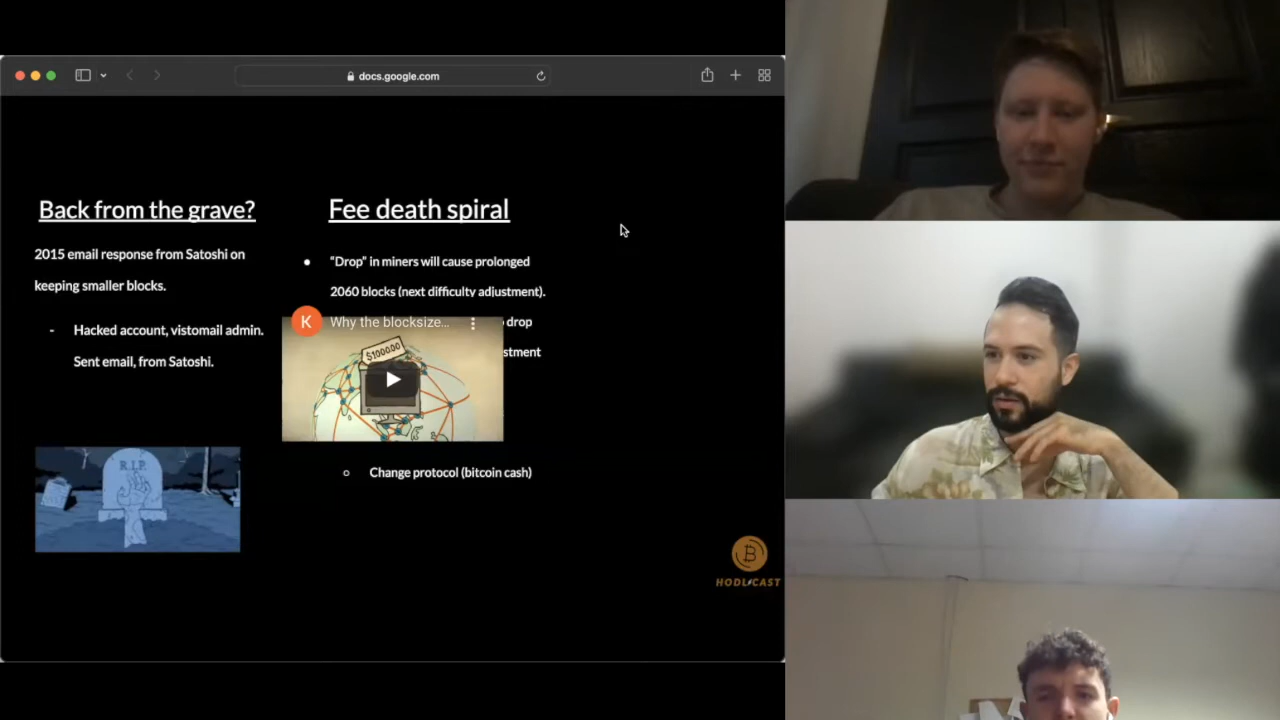 docs.google.com
Back from the grave?
2015 email response from Satoshi on
keeping smaller blocks.
- Hacked account, vistomail admin.
Sent email, from Satoshi.
R.I.P.
Fee death spiral
"Drop" in miners will cause prolonged
2060 blocks (next difficulty adjustment).
drop
stment
K
Why the blocksize...
$100.00
Change protocol (bitcoin cash)
HODLCAST